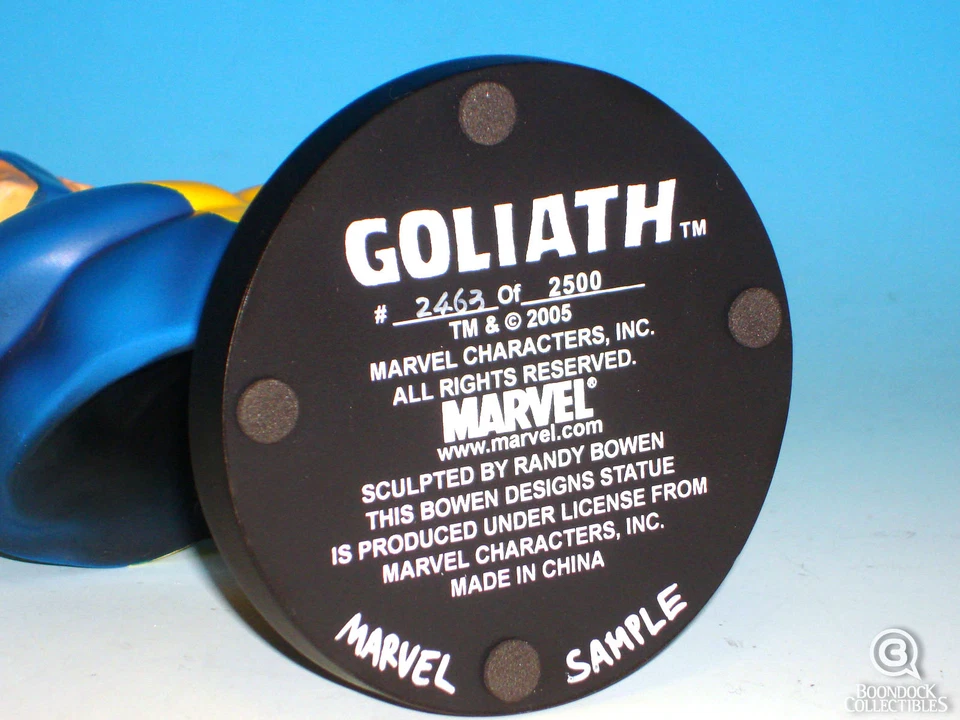 GOLIATH™
# 2463 Of 2500
TM & © 2005
MARVEL CHARACTERS, INC.
ALL RIGHTS RESERVED.
MARVEL®
www.marvel.com
SCULPTED BY RANDY BOWEN
THIS BOWEN DESIGNS STATUE
IS PRODUCED UNDER LICENSE FROM
MARVEL CHARACTERS, INC.
MADE IN CHINA
MARVEL SAMPLE
BOONDOCK
COLLECTIBLES